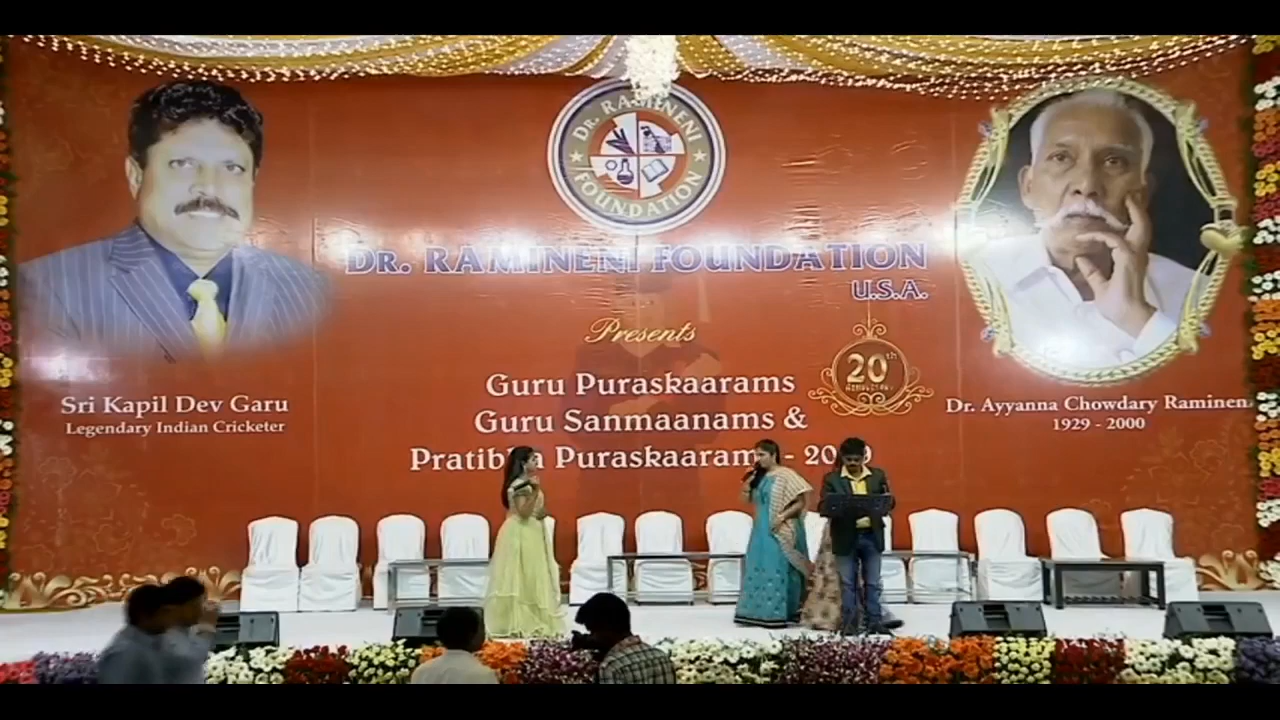 DR. RAMINENI
FOUNDATION
DR. RAMINENI FOUNDATION
U.S.A.
Presents
20th
Guru Puraskaarams
Guru Sanmaanams &
Puraskaaram
Sri Kapil Dev Garu
Legendary Indian Cricketer
Dr. Ayyanna Chowdary
1929 - 2000